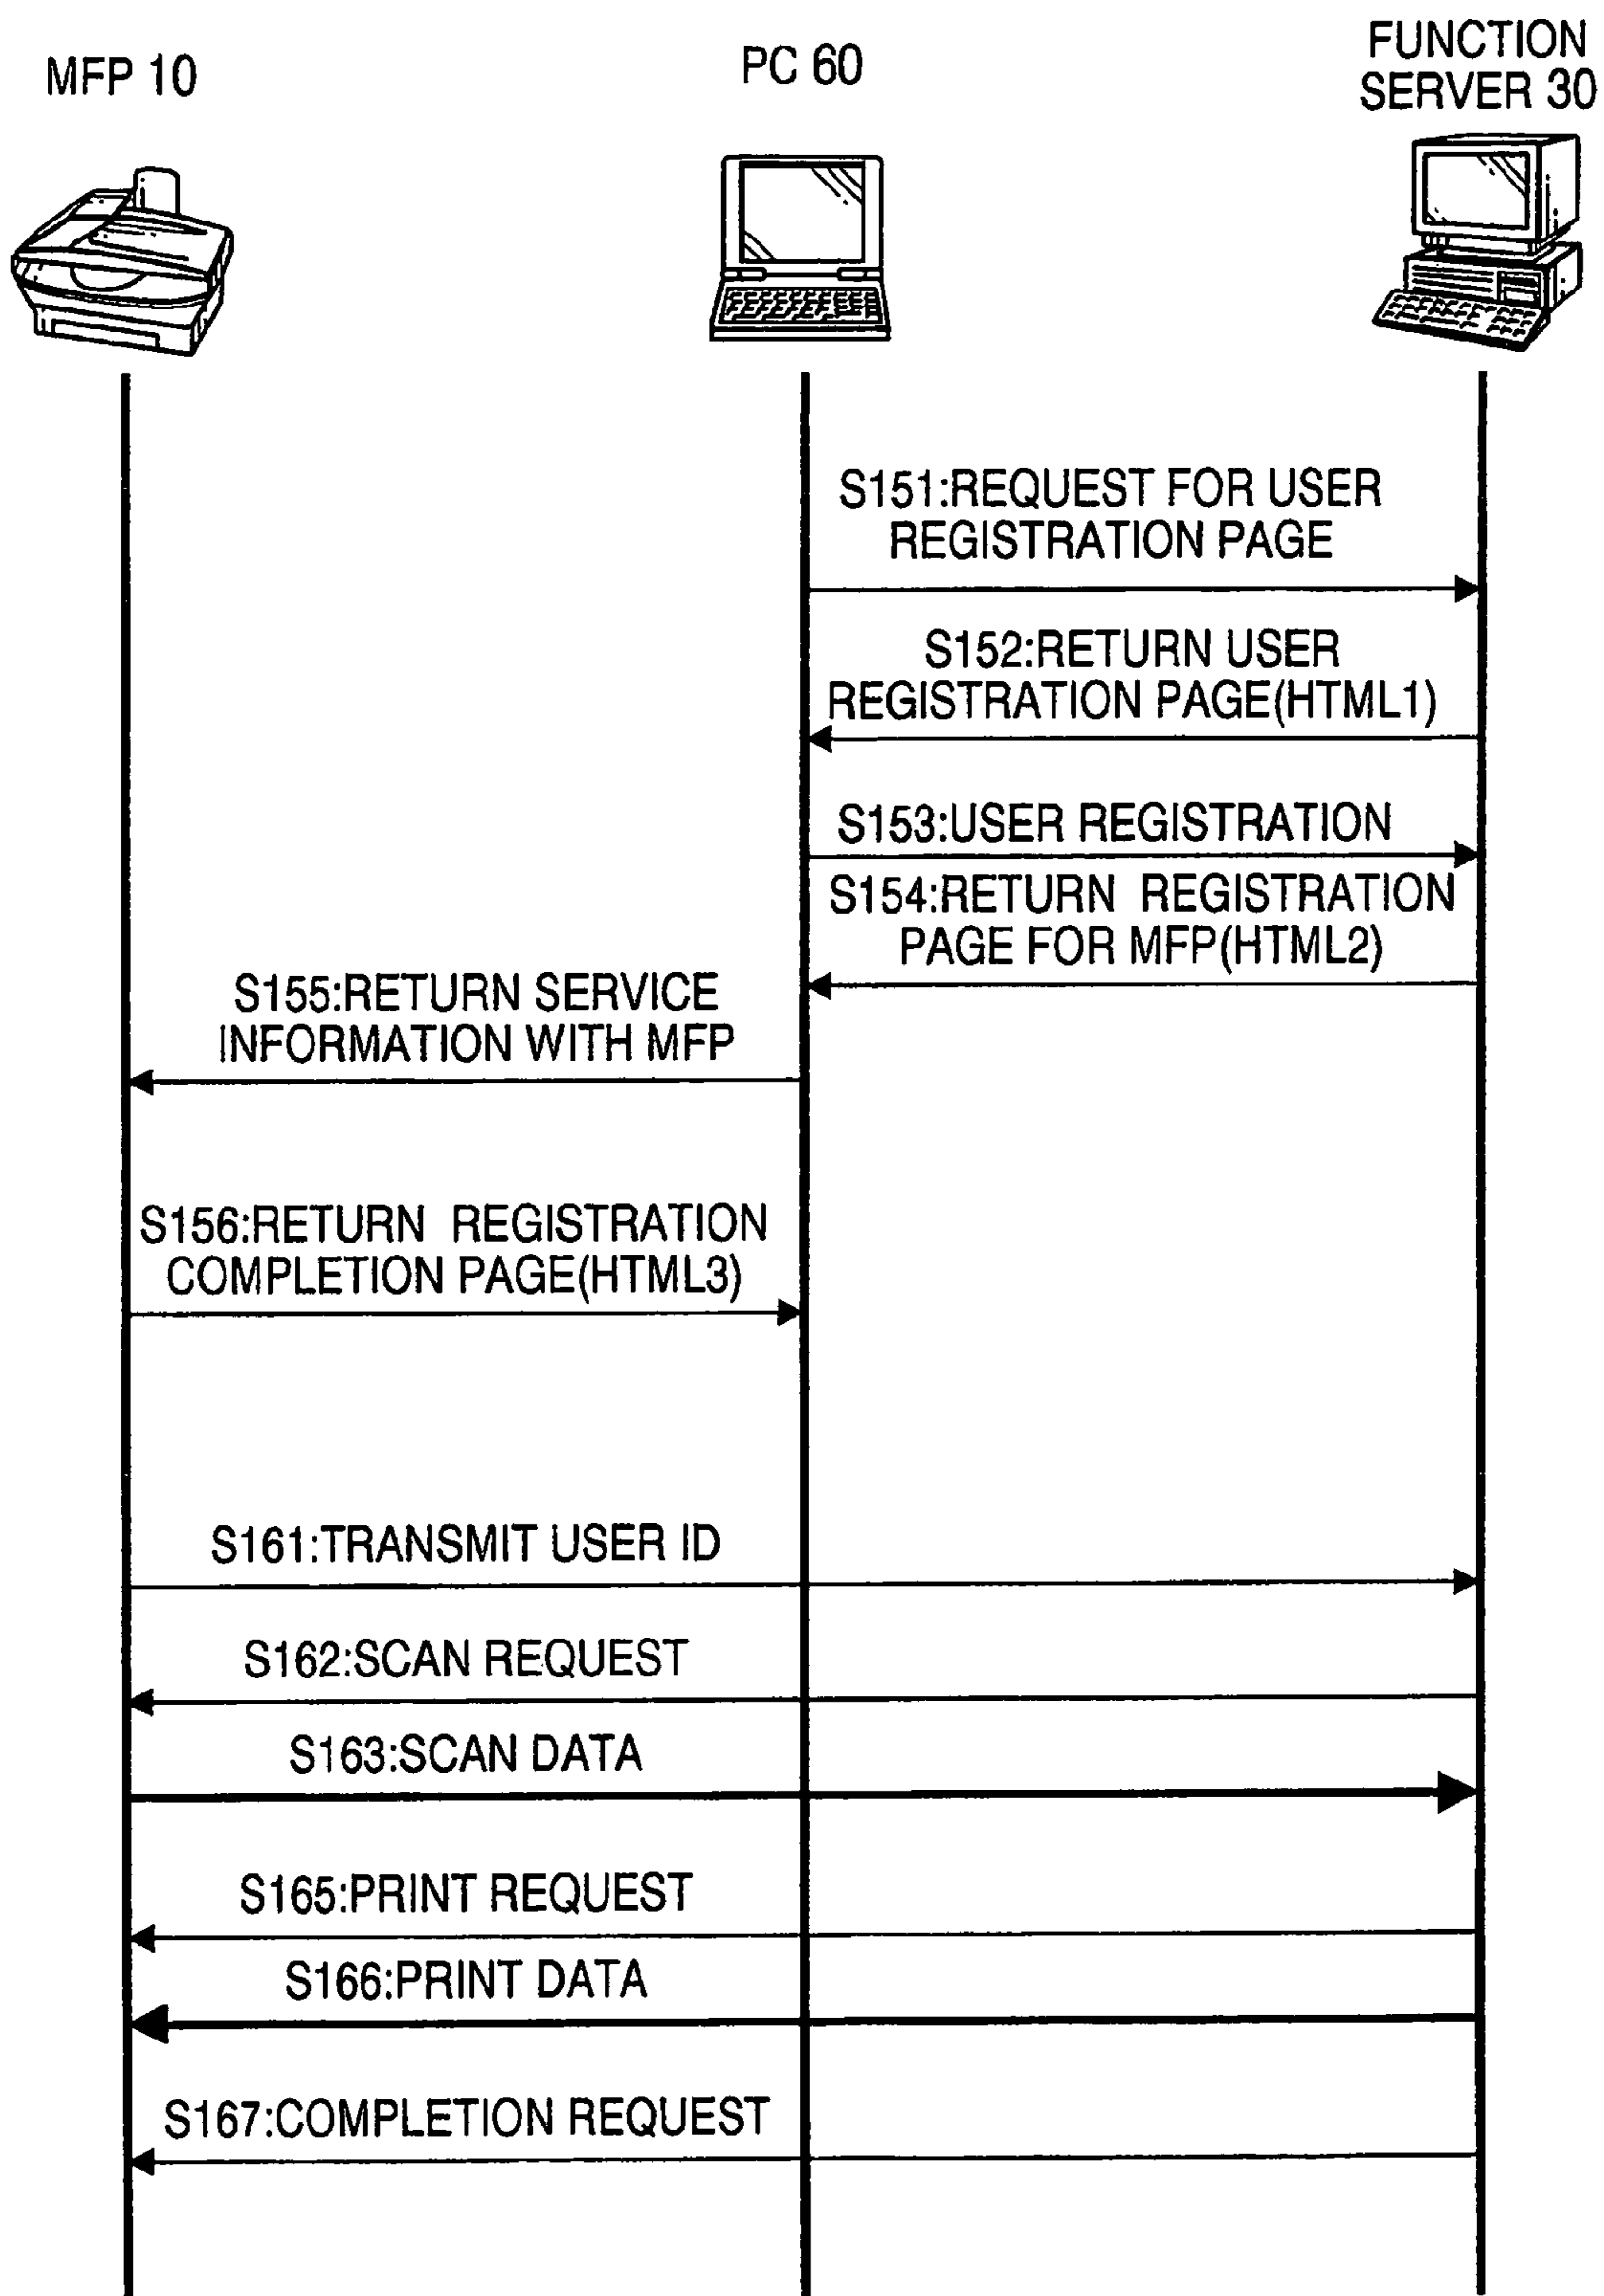 MFP 10
PC 60
FUNCTION
SERVER 30
S151:REQUEST FOR USER
REGISTRATION PAGE
S152:RETURN USER
REGISTRATION PAGE(HTML1)
S153:USER REGISTRATION
S154:RETURN REGISTRATION
PAGE FOR MFP(HTML2)
S155:RETURN SERVICE
INFORMATION WITH MFP
S156:RETURN REGISTRATION
COMPLETION PAGE(HTML3)
S161:TRANSMIT USER ID
S162:SCAN REQUEST
S163:SCAN DATA
S165:PRINT REQUEST
S166:PRINT DATA
S167:COMPLETION REQUEST